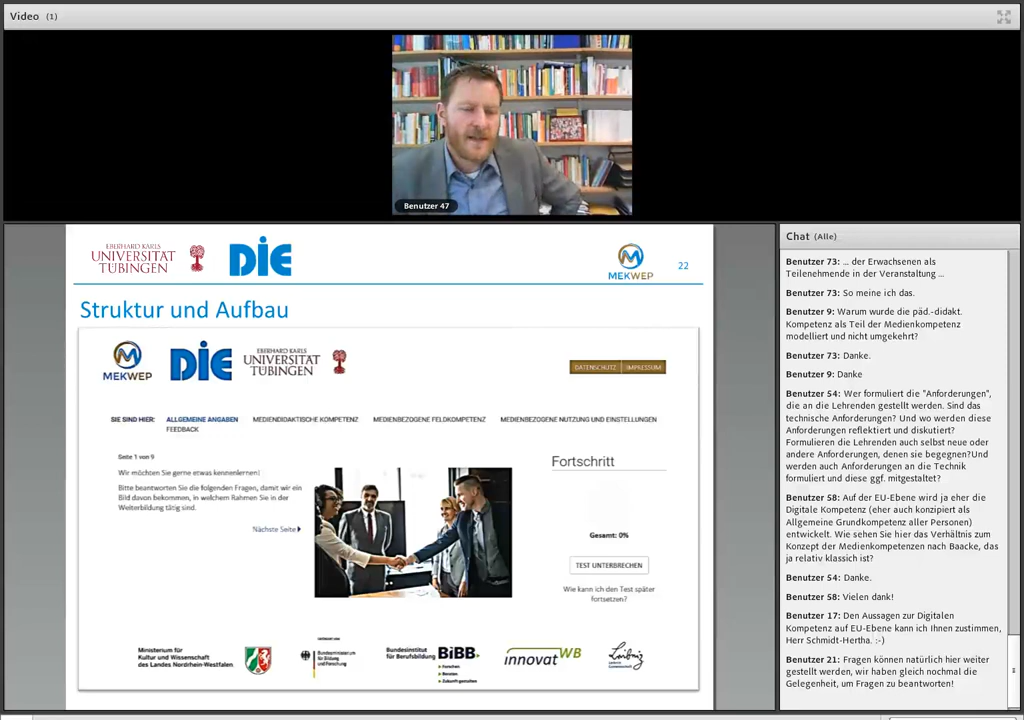 Video (1)
Benutzer 47
EBERHARD KARLS
UNIVERSITÄT
TÜBINGEN
DIE
MEKWEP
22
Struktur und Aufbau
MEKWEP
DIE
EBERHARD KARLS
UNIVERSITÄT
TÜBINGEN
DATENSCHUTZ IMPRESSUM
SIE SIND HIER: ALLGEMEINE ANGABEN MEDIENDIDAKTISCHE KOMPETENZ MEDIENBEZOGENE FELDKOMPETENZ MEDIENBEZOGENE NUTZUNG UND EINSTELLUNGEN
FEEDBACK
Seite 1 von 9
Wir möchten Sie gerne etwas kennenlernen!
Bitte beantworten Sie die folgenden Fragen, damit wir ein
Bild davon bekommen, in welchem Rahmen Sie in der
Weiterbildung tätig sind.
Nächste Seite
Fortschritt
Gesamt: 0%
TEST UNTERBRECHEN
Wie kann ich den Test später
fortsetzen?
Ministerium für
Kultur und Wissenschaft
des Landes Nordrhein-Westfalen
Bundesministerium
für Bildung
und Forschung
Bundesinstitut
für Berufsbildung
BiBB
Forschen
Beraten
Zukunft gestalten
innovatWB
Leibniz
Chat (Alle)
Benutzer 73: ... der Erwachsenen als
Teilenehmende in der Veranstaltung ...
Benutzer 73: So meine ich das.
Benutzer 9: Warum wurde die päd.-didakt.
Kompetenz als Teil der Medienkompetenz
modelliert und nicht umgekehrt?
Benutzer 73: Danke.
Benutzer 9: Danke
Benutzer 54: Wer formuliert die "Anforderungen",
die an die Lehrenden gestellt werden. Sind das
technische Anforderungen? Und wo werden diese
Anforderungen reflektiert und diskutiert?
Formulieren die Lehrenden auch selbst neue oder
andere Anforderungen, denen sie begegnen?Und
werden auch Anforderungen an die Technik
formuliert und diese ggf. mitgestaltet?
Benutzer 58: Auf der EU-Ebene wird ja eher die
Digitale Kompetenz (eher auch konzipiert als
Allgemeine Grundkompetenz aller Personen)
entwickelt. Wie sehen Sie hier das Verhältnis zum
Konzept der Medienkompetenzen nach Baacke, das
ja relativ klassich ist?
Benutzer 54: Danke.
Benutzer 58: Vielen dank!
Benutzer 17: Den Aussagen zur Digitalen
Kompetenz auf EU-Ebene kann ich Ihnen zustimmen,
Herr Schmidt-Hertha. :-)
Benutzer 21: Fragen können natürlich hier weiter
gestellt werden, wir haben gleich nochmal die
Gelegenheit, um Fragen zu beantworten!